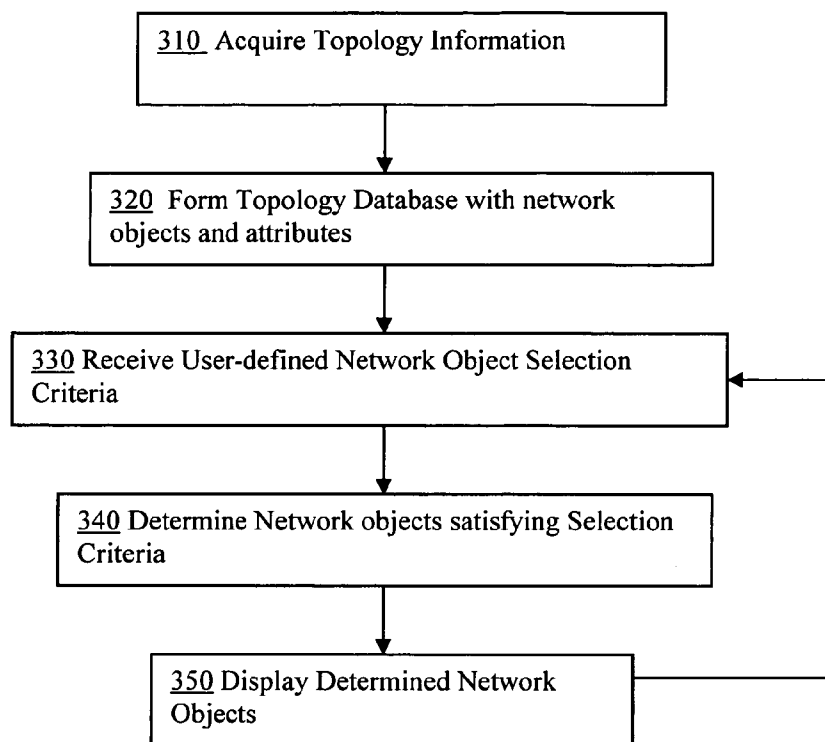 310 Acquire Topology Information
320 Form Topology Database with network
objects and attributes
330 Receive User-defined Network Object Selection
Criteria
340 Determine Network objects satisfying Selection
Criteria
350 Display Determined Network
Objects